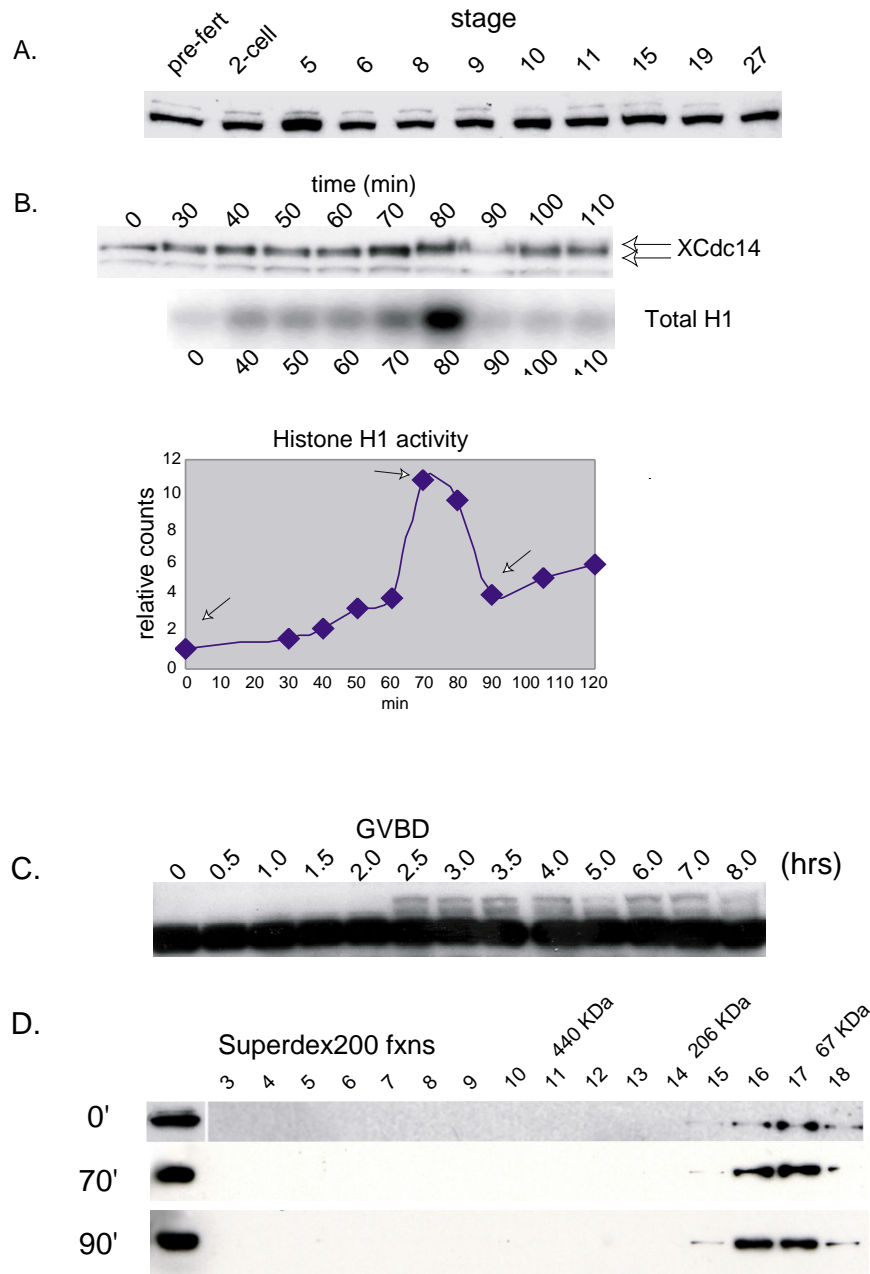 stage
A.
pre-fert 2-cell 5 6 8 9 10 11 15 19 27
B.
time (min)
0 30 40 50 60 70 80 90 100 110
XCdc14
Total H1
0 40 50 60 70 80 90 100 110
Histone H1 activity
relative counts
12
10
8
6
4
2
0
0 10 20 30 40 50 60 70 80 90 100 110 120
min
GVBD
C.
0 0.5 1.0 1.5 2.0 2.5 3.0 3.5 4.0 5.0 6.0 7.0 8.0 (hrs)
D.
Superdex200 fxns
440 KDa 206 KDa 67 KDa
3 4 5 6 7 8 9 10 11 12 13 14 15 16 17 18
0'
70'
90'